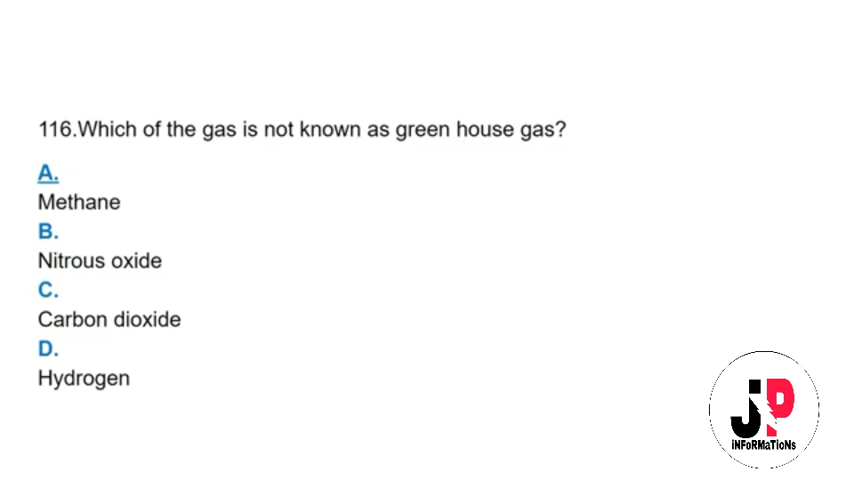 116.Which of the gas is not known as green house gas?
A.
Methane
B.
Nitrous oxide
C.
Carbon dioxide
D.
Hydrogen
JP
iNFoRMaTioNs